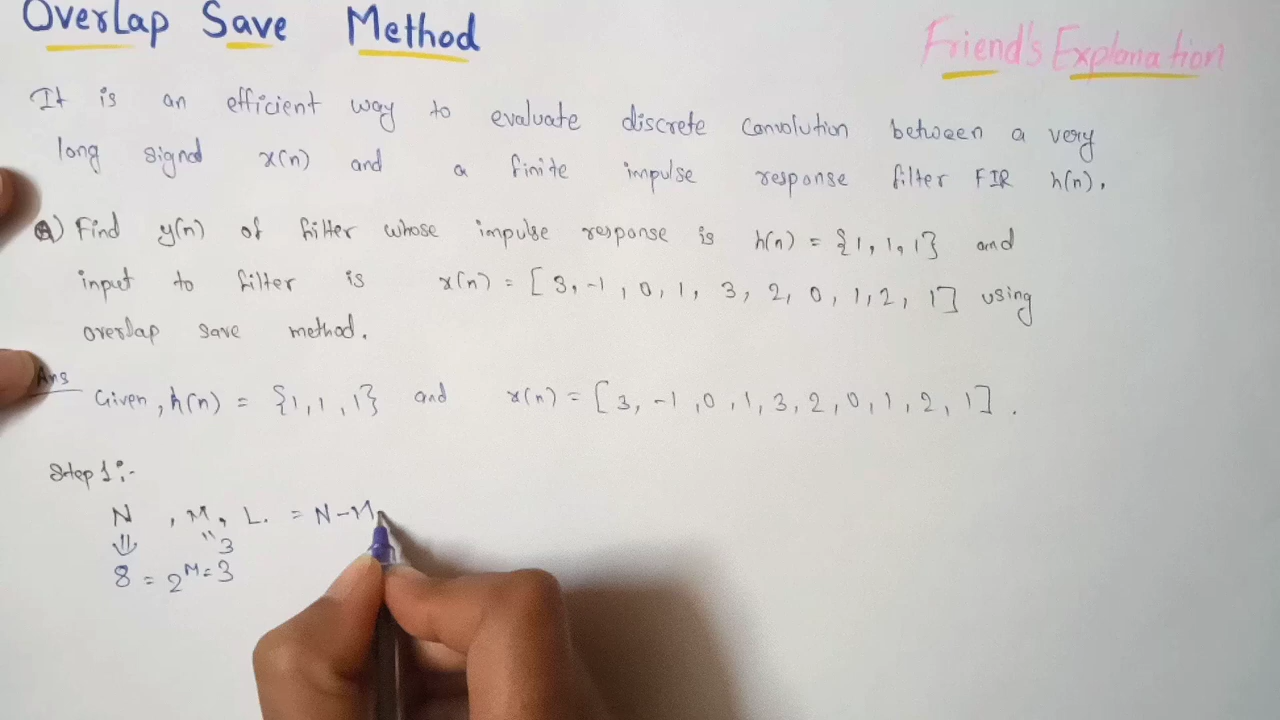 Overlap Save Method
Friend's Explanation
It is an efficient way to evaluate discrete convolution between a very
long signal x(n) and a finite impulse response filter FIR h(n).
Q) Find y(n) of filter whose impulse response is h(n) = {1, 1, 1} and
input to filter is x(n) = [3, -1, 0, 1, 3, 2, 0, 1, 2, 1] using
overlap save method.
Ans Given, h(n) = {1, 1, 1} and x(n) = [3, -1, 0, 1, 3, 2, 0, 1, 2, 1].
Step 1:-
N , M, L. = N-M
⇓ " 3
8 = 2^M=3